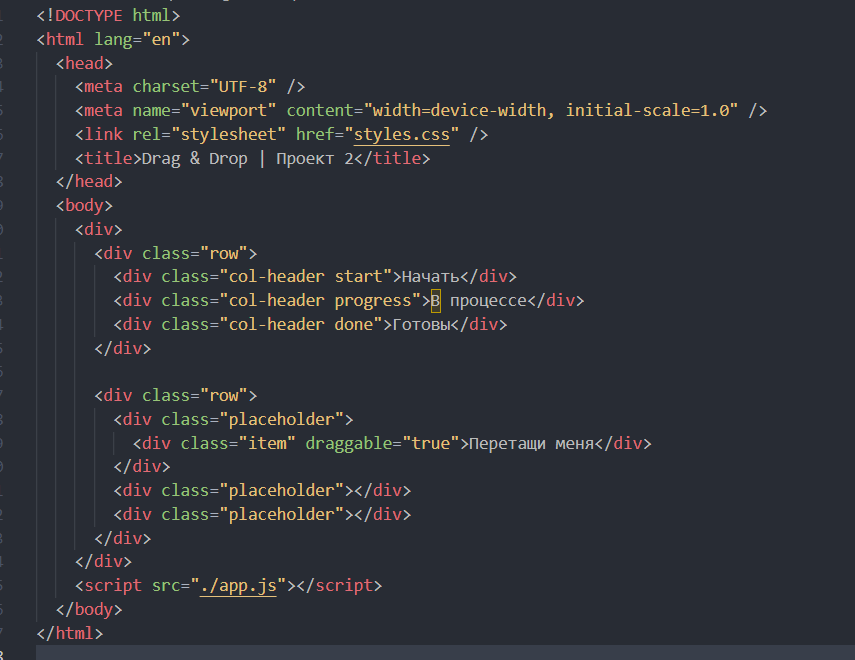 <!DOCTYPE html>
<html lang="en">
  <head>
    <meta charset="UTF-8" />
    <meta name="viewport" content="width=device-width, initial-scale=1.0" />
    <link rel="stylesheet" href="styles.css" />
    <title>Drag & Drop | Проект 2</title>
  </head>
  <body>
    <div>
      <div class="row">
        <div class="col-header start">Начать</div>
        <div class="col-header progress">В процессе</div>
        <div class="col-header done">Готовы</div>
      </div>

      <div class="row">
        <div class="placeholder">
          <div class="item" draggable="true">Перетащи меня</div>
        </div>
        <div class="placeholder"></div>
        <div class="placeholder"></div>
      </div>
    </div>
    <script src="./app.js"></script>
  </body>
</html>